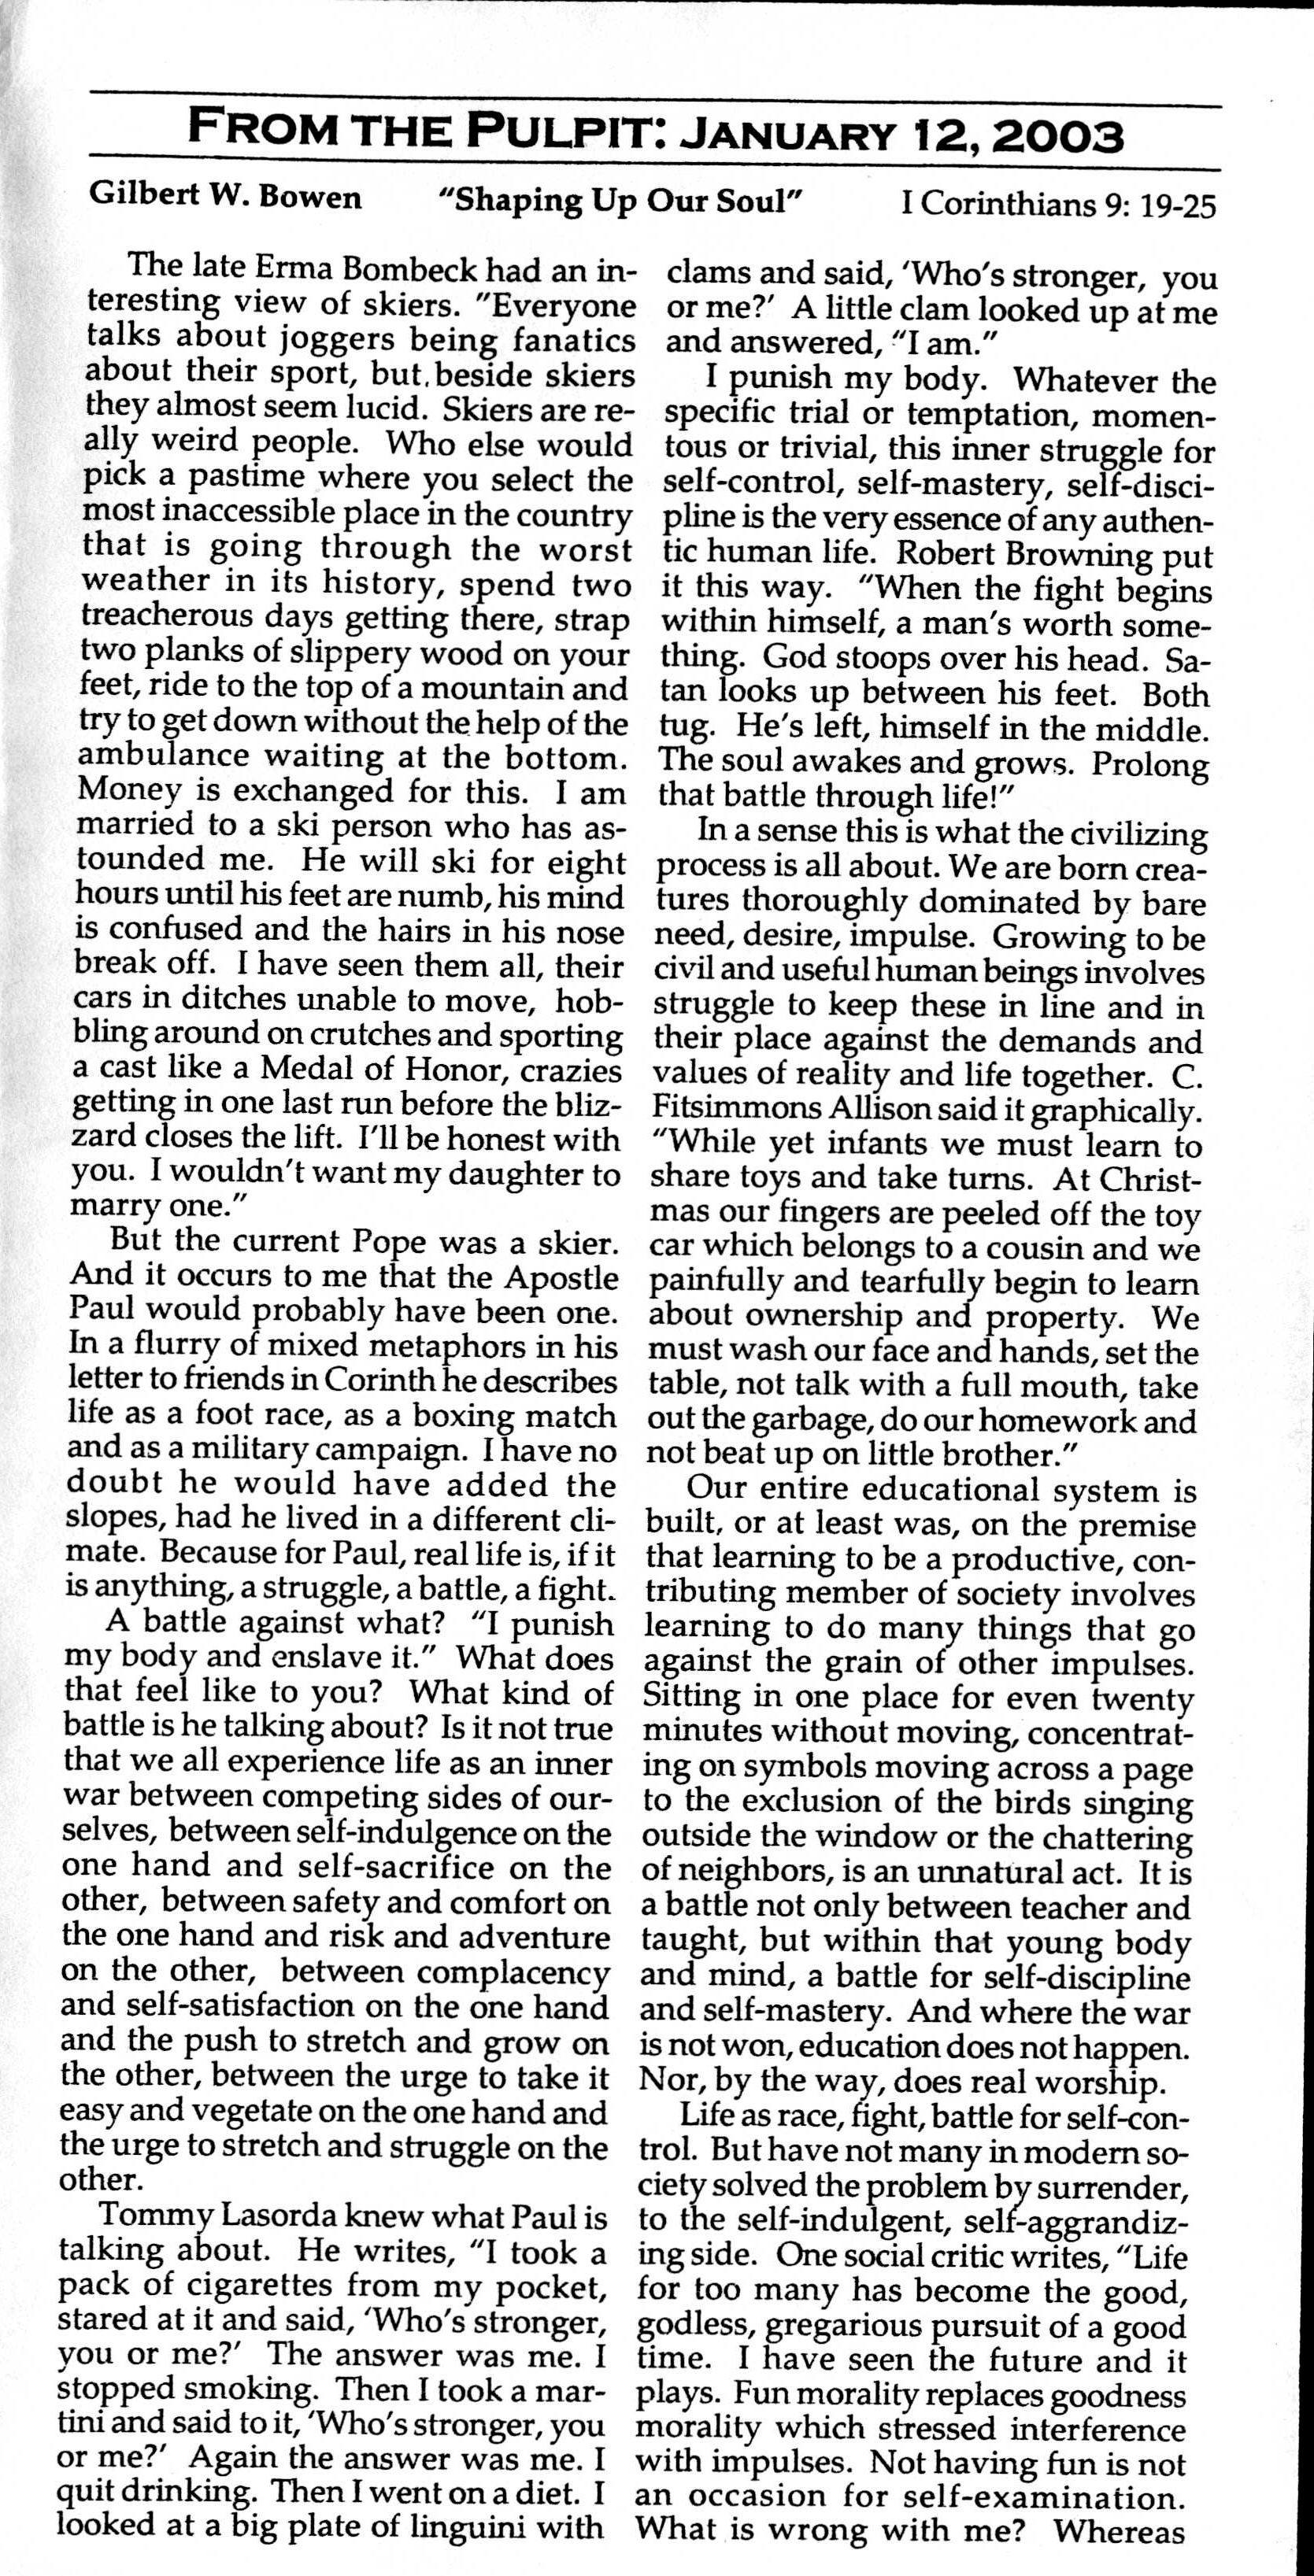 FROM THE PULPIT: JANUARY 12, 2003
Gilbert W. Bowen "Shaping Up Our Soul" I Corinthians 9: 19-25
The late Erma Bombeck had an in-
teresting view of skiers. "Everyone
talks about joggers being fanatics
about their sport, but beside skiers
they almost seem lucid. Skiers are re-
ally weird people. Who else would
pick a pastime where you select the
most inaccessible place in the country
that is going through the worst
weather in its history, spend two
treacherous days getting there, strap
two planks of slippery wood on your
feet, ride to the top of a mountain and
try to get down without the help of the
ambulance waiting at the bottom.
Money is exchanged for this. I am
married to a ski person who has as-
tounded me. He will ski for eight
hours until his feet are numb, his mind
is confused and the hairs in his nose
break off. I have seen them all, their
cars in ditches unable to move, hob-
bling around on crutches and sporting
a cast like a Medal of Honor, crazies
getting in one last run before the bliz-
zard closes the lift. I'll be honest with
you. I wouldn't want my daughter to
marry one."
But the current Pope was a skier.
And it occurs to me that the Apostle
Paul would probably have been one.
In a flurry of mixed metaphors in his
letter to friends in Corinth he describes
life as a foot race, as a boxing match
and as a military campaign. I have no
doubt he would have added the
slopes, had he lived in a different cli-
mate. Because for Paul, real life is, if it
is anything, a struggle, a battle, a fight.
A battle against what? "I punish
my body and enslave it." What does
that feel like to you? What kind of
battle is he talking about? Is it not true
that we all experience life as an inner
war between competing sides of our-
selves, between self-indulgence on the
one hand and self-sacrifice on the
other, between safety and comfort on
the one hand and risk and adventure
on the other, between complacency
and self-satisfaction on the one hand
and the push to stretch and grow on
the other, between the urge to take it
easy and vegetate on the one hand and
the urge to stretch and struggle on the
other.
Tommy Lasorda knew what Paul is
talking about. He writes, "I took a
pack of cigarettes from my pocket,
stared at it and said, 'Who's stronger,
you or me?' The answer was me. I
stopped smoking. Then I took a mar-
tini and said to it, 'Who's stronger, you
or me?' Again the answer was me. I
quit drinking. Then I went on a diet. I
looked at a big plate of linguini with
clams and said, 'Who's stronger, you
or me?' A little clam looked up at me
and answered, "I am."
I punish my body. Whatever the
specific trial or temptation, momen-
tous or trivial, this inner struggle for
self-control, self-mastery, self-disci-
pline is the very essence of any authen-
tic human life. Robert Browning put
it this way. "When the fight begins
within himself, a man's worth some-
thing. God stoops over his head. Sa-
tan looks up between his feet. Both
tug. He's left, himself in the middle.
The soul awakes and grows. Prolong
that battle through life!"
In a sense this is what the civilizing
process is all about. We are born crea-
tures thoroughly dominated by bare
need, desire, impulse. Growing to be
civil and useful human beings involves
struggle to keep these in line and in
their place against the demands and
values of reality and life together. C.
Fitsimmons Allison said it graphically.
"While yet infants we must learn to
share toys and take turns. At Christ-
mas our fingers are peeled off the toy
car which belongs to a cousin and we
painfully and tearfully begin to learn
about ownership and property. We
must wash our face and hands, set the
table, not talk with a full mouth, take
out the garbage, do our homework and
not beat up on little brother."
Our entire educational system is
built, or at least was, on the premise
that learning to be a productive, con-
tributing member of society involves
learning to do many things that go
against the grain of other impulses.
Sitting in one place for even twenty
minutes without moving, concentrat-
ing on symbols moving across a page
to the exclusion of the birds singing
outside the window or the chattering
of neighbors, is an unnatural act. It is
a battle not only between teacher and
taught, but within that young body
and mind, a battle for self-discipline
and self-mastery. And where the war
is not won, education does not happen.
Nor, by the way, does real worship.
Life as race, fight, battle for self-con-
trol. But have not many in modern so-
ciety solved the problem by surrender,
to the self-indulgent, self-aggrandiz-
ing side. One social critic writes, "Life
for too many has become the good,
godless, gregarious pursuit of a good
time. I have seen the future and it
plays. Fun morality replaces goodness
morality which stressed interference
with impulses. Not having fun is not
an occasion for self-examination.
What is wrong with me? Whereas